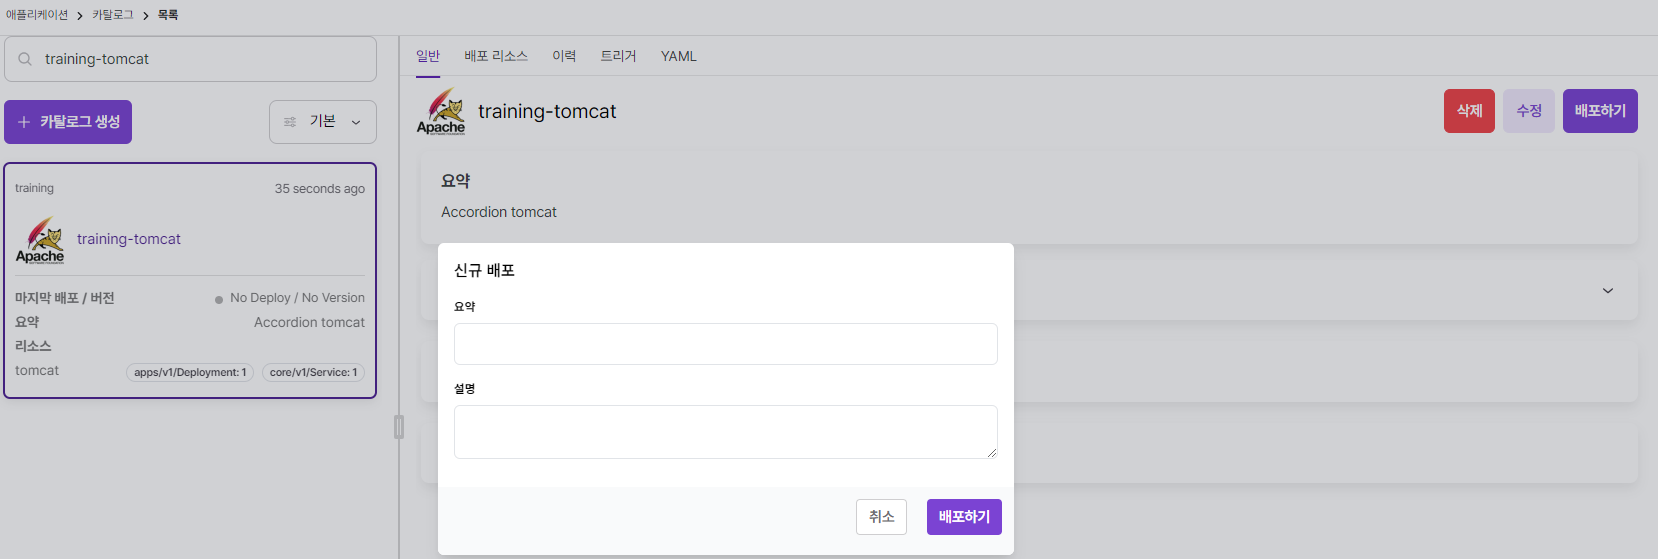 애플리케이션 > 카탈로그 > 목록
training-tomcat
+ 카탈로그 생성
기본
training
35 seconds ago
Apache
training-tomcat
마지막 배포 / 버전
No Deploy / No Version
요약
Accordion tomcat
리소스
tomcat
apps/v1/Deployment: 1
core/v1/Service: 1
일반 배포 리소스 이력 트리거 YAML
Apache
training-tomcat
삭제
수정
배포하기
요약
Accordion tomcat
신규 배포
요약
설명
취소
배포하기